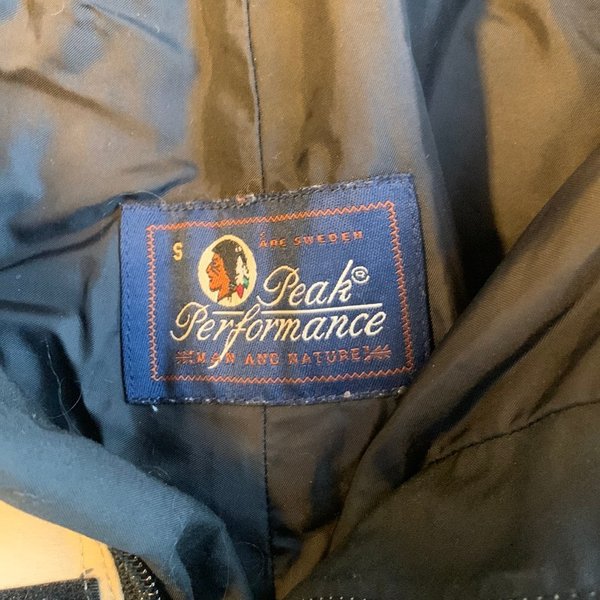 S
ÅRE SWEDEN
Peak®
Performance
MAN AND NATURE